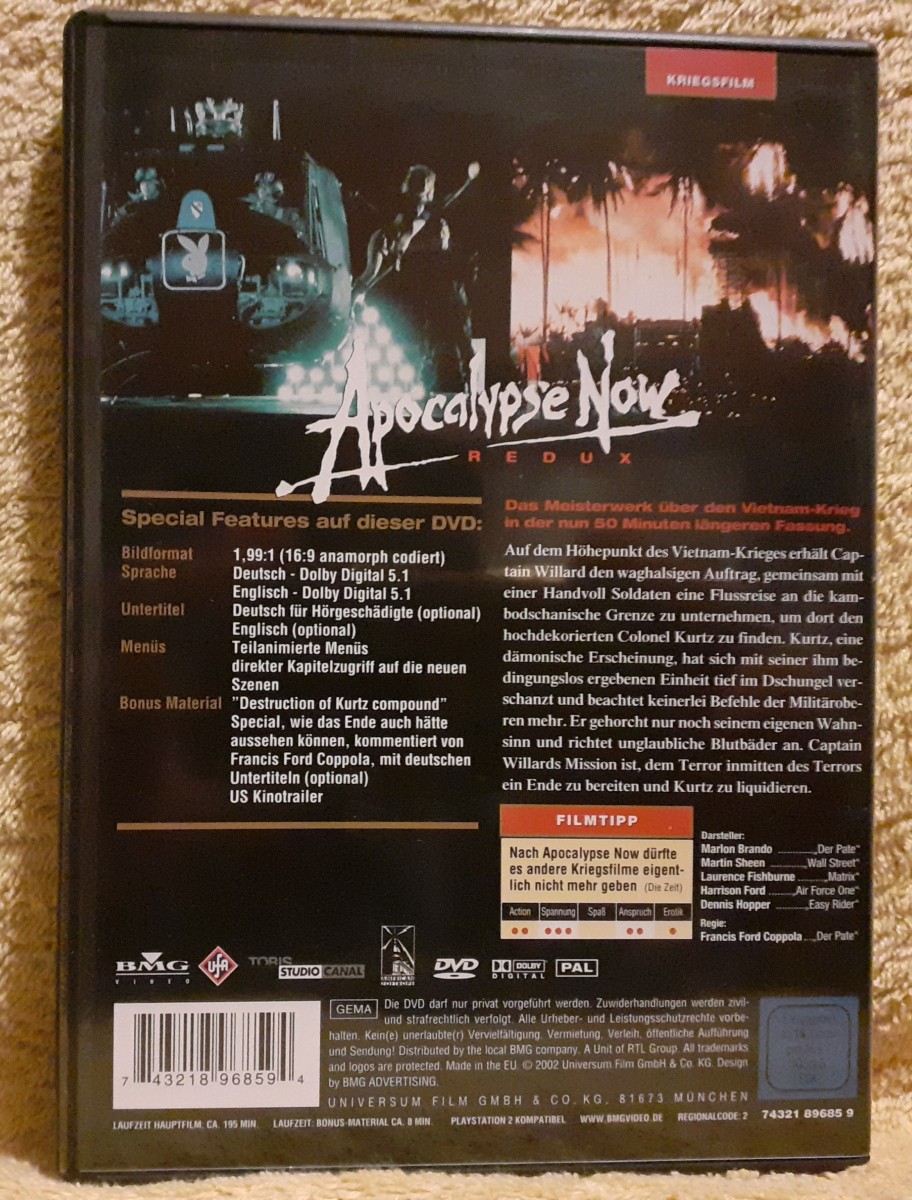 KRIEGSFILM
Apocalypse Now
REDUX
Special Features auf dieser DVD:
Bildformat 1,99:1 (16:9 anamorph codiert)
Sprache Deutsch - Dolby Digital 5.1
Englisch - Dolby Digital 5.1
Untertitel Deutsch für Hörgeschädigte (optional)
Englisch (optional)
Menüs Teilanimierte Menüs
direkter Kapitelzugriff auf die neuen
Szenen
Bonus Material "Destruction of Kurtz compound"
Special, wie das Ende auch hätte
aussehen können, kommentiert von
Francis Ford Coppola, mit deutschen
Untertiteln (optional)
US Kinotrailer
Das Meisterwerk über den Vietnam-Krieg
in der nun 50 Minuten längeren Fassung.
Auf dem Höhepunkt des Vietnam-Krieges erhält Cap-
tain Willard den waghalsigen Auftrag, gemeinsam mit
einer Handvoll Soldaten eine Flussreise an die kam-
bodschanische Grenze zu unternehmen, um dort den
hochdekorierten Colonel Kurtz zu finden. Kurtz, eine
dämonische Erscheinung, hat sich mit seiner ihm be-
dingungslos ergebenen Einheit tief im Dschungel ver-
schanzt und beachtet keinerlei Befehle der Militärobe-
ren mehr. Er gehorcht nur noch seinem eigenen Wahn-
sinn und richtet unglaubliche Blutbäder an. Captain
Willards Mission ist, dem Terror inmitten des Terrors
ein Ende zu bereiten und Kurtz zu liquidieren.
FILMTIPP
Nach Apocalypse Now dürfte
es andere Kriegsfilme eigent-
lich nicht mehr geben (Die Zeit)
Action Spannung Spaß Anspruch Erotik
Darsteller:
Marlon Brando ............„Der Pate"
Martin Sheen ..........„Wall Street"
Laurence Fishburne ..........„Matrix"
Harrison Ford ........„Air Force One"
Dennis Hopper ..........„Easy Rider"
Regie:
Francis Ford Coppola ...„Der Pate"
BMG
VIDEO
UFA
TOBIS
STUDIO CANAL
AMERICAN
ZOETROPE
DVD
VIDEO
DOLBY
DIGITAL
PAL
GEMA Die DVD darf nur privat vorgeführt werden. Zuwiderhandlungen werden zivil-
und strafrechtlich verfolgt. Alle Urheber- und Leistungsschutzrechte vorbe-
halten. Kein(e) unerlaubte(r) Vervielfältigung, Vermietung, Verleih, öffentliche Aufführung
und Sendung! Distributed by the local BMG company. A Unit of RTL Group. All trademarks
and logos are protected. Made in the EU. © 2002 Universum Film GmbH & Co. KG. Design
by BMG ADVERTISING.
UNIVERSUM FILM GMBH & CO. KG. 81673 MÜNCHEN
7 43218 96859 4
LAUFZEIT HAUPTFILM: CA. 195 MIN. LAUFZEIT: BONUS-MATERIAL CA. 8 MIN. PLAYSTATION 2 KOMPATIBEL WWW.BMGVIDEO.DE REGIONALCODE: 2 74321 89685 9